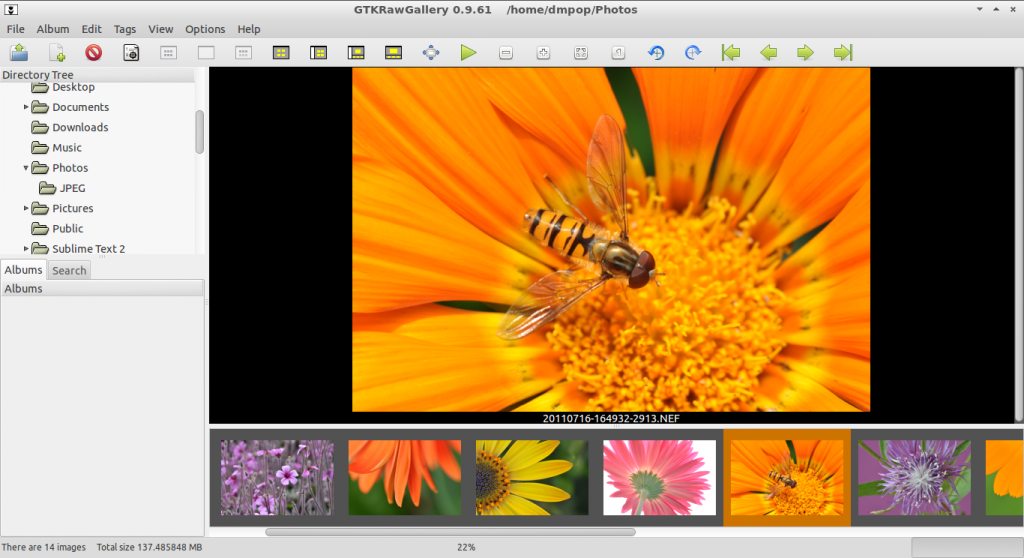 GTKRawGallery 0.9.61 /home/dmpop/Photos
File Album Edit Tags View Options Help
Directory Tree
Desktop
Documents
Downloads
Music
Photos
JPEG
Pictures
Public
Sublime Text 2
Albums Search
Albums
20110716-164932-2913.NEF
There are 14 images Total size 137.485848 MB 22%